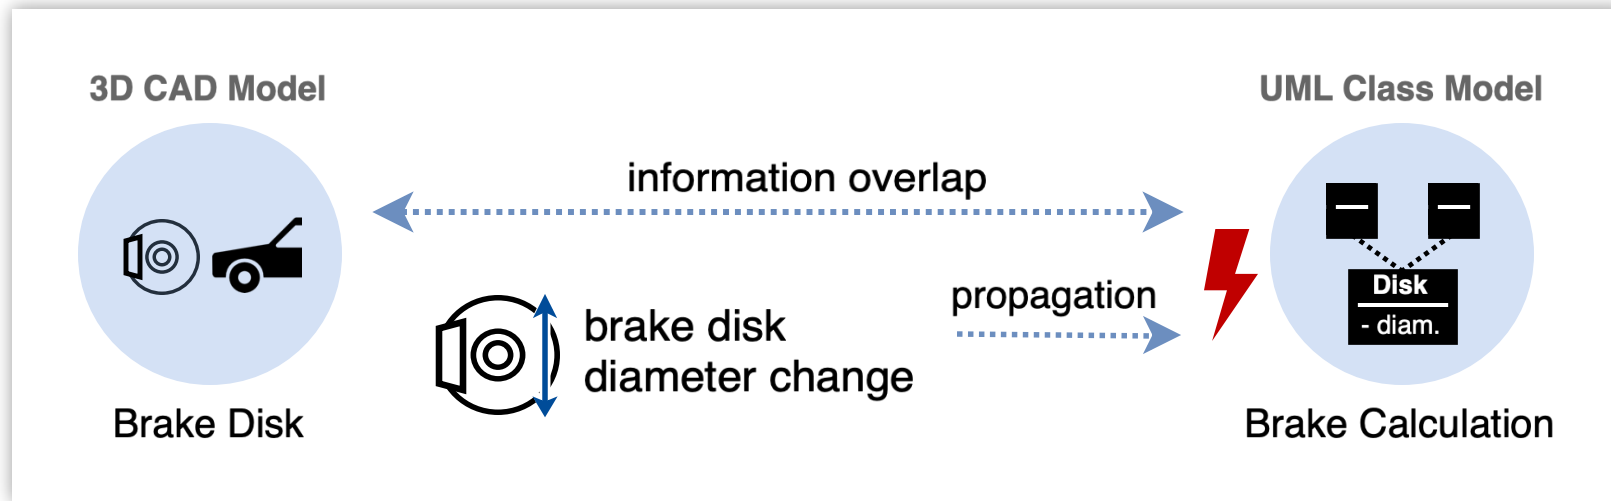 3D CAD Model
UML Class Model
information overlap
Disk
- diam.
propagation
brake disk
diameter change
Brake Disk
Brake Calculation